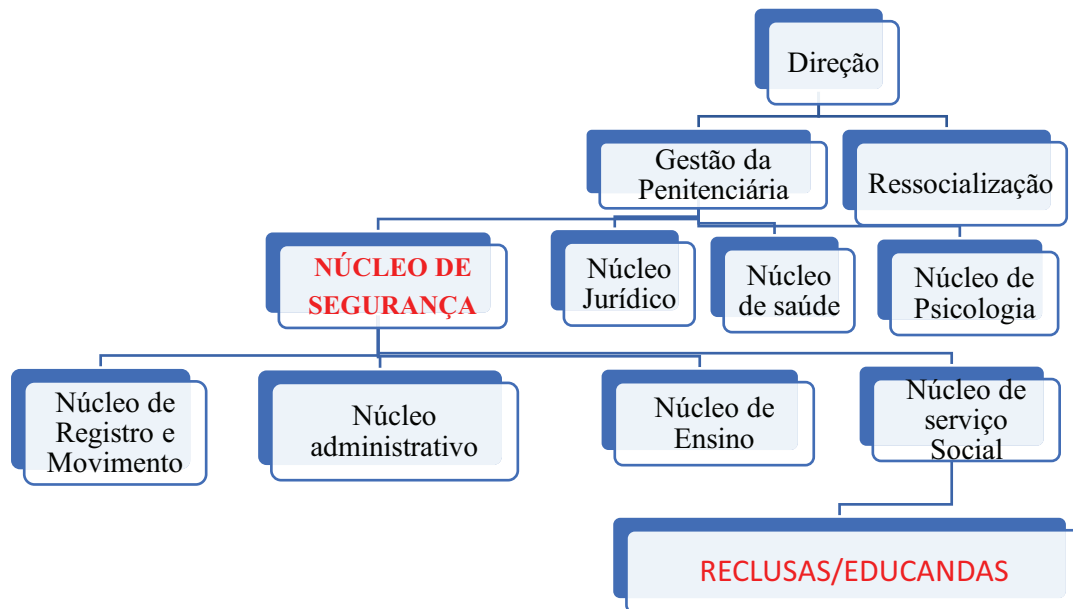 Direção
Gestão da
Penitenciária
Ressocialização
NÚCLEO DE
SEGURANÇA
Núcleo
Jurídico
Núcleo
de saúde
Núcleo de
Psicologia
Núcleo de
Registro e
Movimento
Núcleo
administrativo
Núcleo de
Ensino
Núcleo de
serviço
Social
RECLUSAS/EDUCANDAS